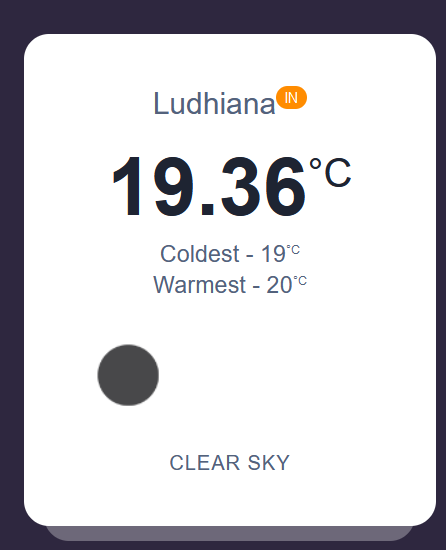 Ludhiana IN
19.36°C
Coldest - 19°C
Warmest - 20°C
CLEAR SKY